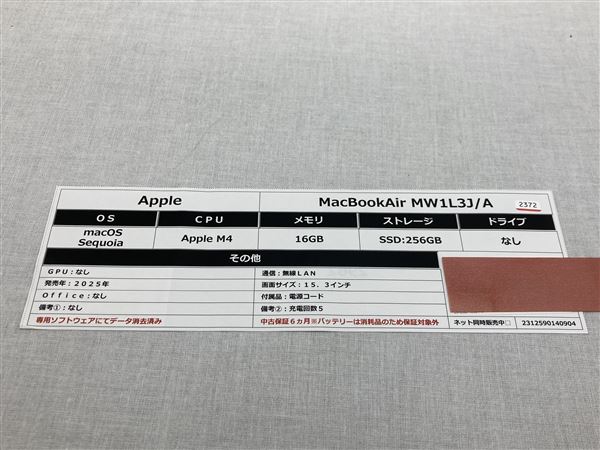 Apple MacBookAir MW1L3J/A 2372
OS CPU メモリ ストレージ ドライブ
macOS Sequoia Apple M4 16GB SSD:256GB なし
その他
GPU:なし 通信:無線LAN
発売年:2025年 画面サイズ:15.3インチ
Office:なし 付属品:電源コード
備考①:なし 備考②:充電回数5
専用ソフトウェアにてデータ消去済み 中古保証6ヵ月※バッテリーは消耗品のため保証対象外 ネット同時販売中□ 2312590140904